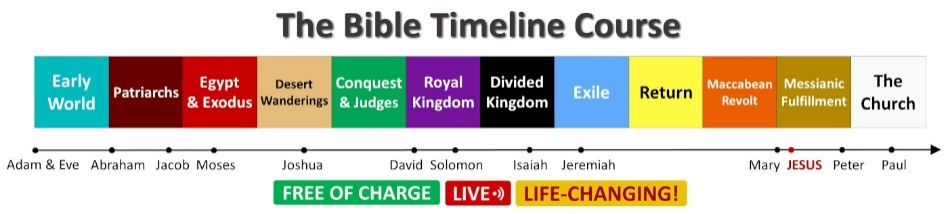 The Bible Timeline Course
Early
World
Patriarchs
Egypt
& Exodus
Desert
Wanderings
Conquest
& Judges
Royal
Kingdom
Divided
Kingdom
Exile
Return
Maccabean
Revolt
Messianic
Fulfillment
The
Church
Adam & Eve Abraham Jacob Moses Joshua David Solomon Isaiah Jeremiah Mary JESUS Peter Paul
FREE OF CHARGE LIVE LIFE-CHANGING!